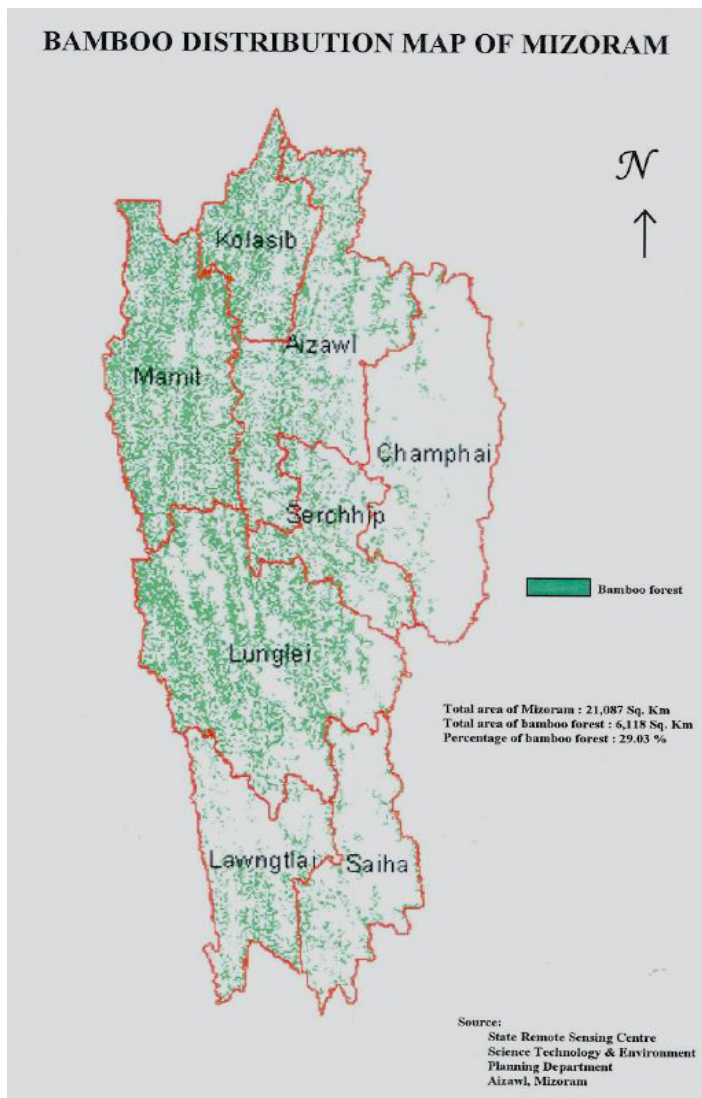 BAMBOO DISTRIBUTION MAP OF MIZORAM
N
Kolasib
Aizawl
Mamit
Champhai
Serchhip
Bamboo forest
Lunglei
Total area of Mizoram : 21,087 Sq. Km
Total area of bamboo forest : 6,118 Sq. Km
Percentage of bamboo forest : 29.03 %
Lawngtlai
Saiha
Source:
State Remote Sensing Centre
Science Technology & Environment
Planning Department
Aizawl, Mizoram